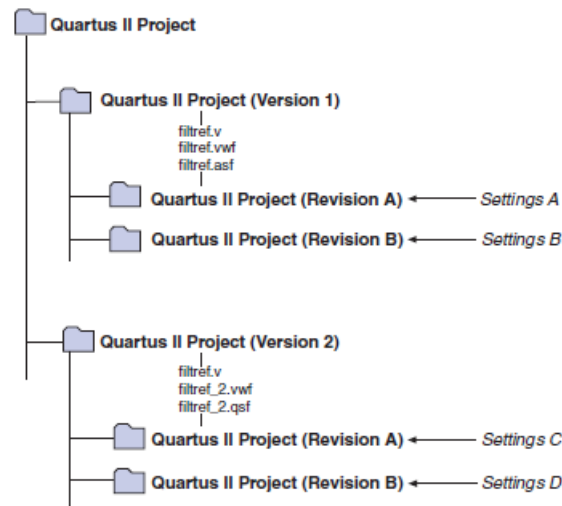 Quartus II Project
Quartus II Project (Version 1)
filtref.v
filtref.vwf
filtref.asf
Quartus II Project (Revision A) Settings A
Quartus II Project (Revision B) Settings B
Quartus II Project (Version 2)
filtref.v
filtref_2.vwf
filtref_2.qsf
Quartus II Project (Revision A) Settings C
Quartus II Project (Revision B) Settings D